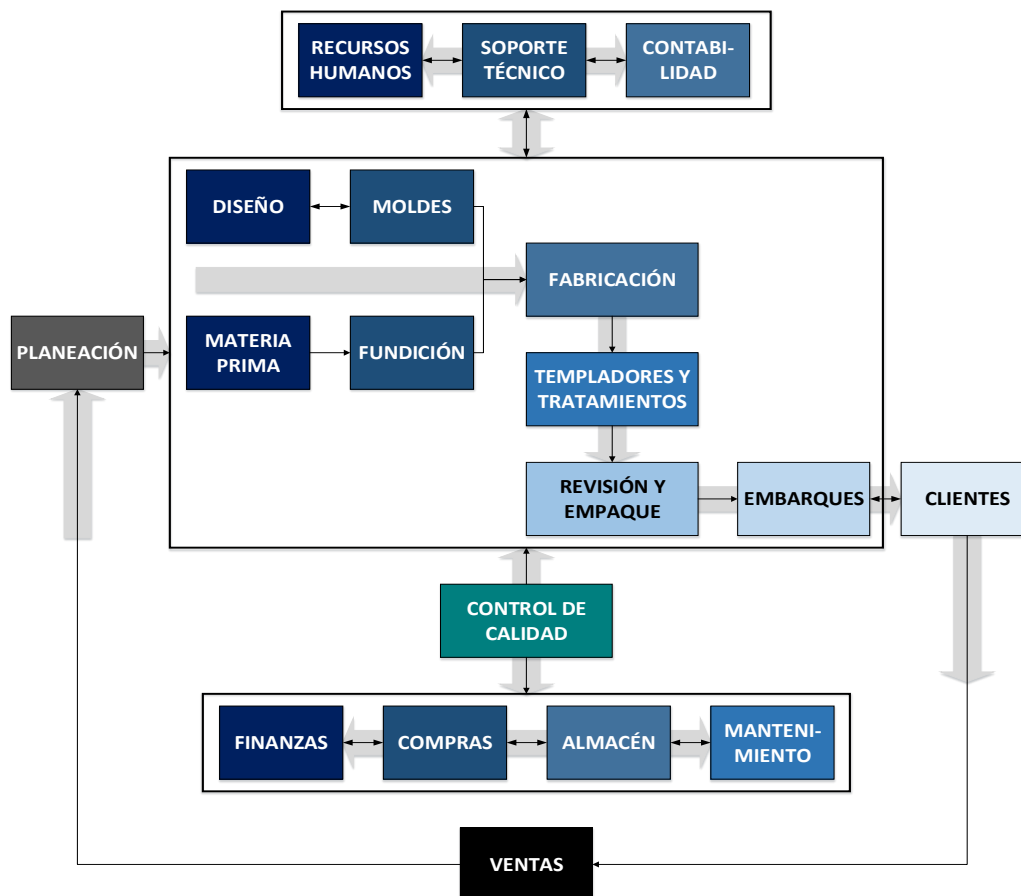 RECURSOS
HUMANOS
SOPORTE
TÉCNICO
CONTABI-
LIDAD
DISEÑO
MOLDES
FABRICACIÓN
PLANEACIÓN
MATERIA
PRIMA
FUNDICIÓN
TEMPLADORES Y
TRATAMIENTOS
REVISIÓN Y
EMPAQUE
EMBARQUES
CLIENTES
CONTROL DE
CALIDAD
FINANZAS
COMPRAS
ALMACÉN
MANTENI-
MIENTO
VENTAS